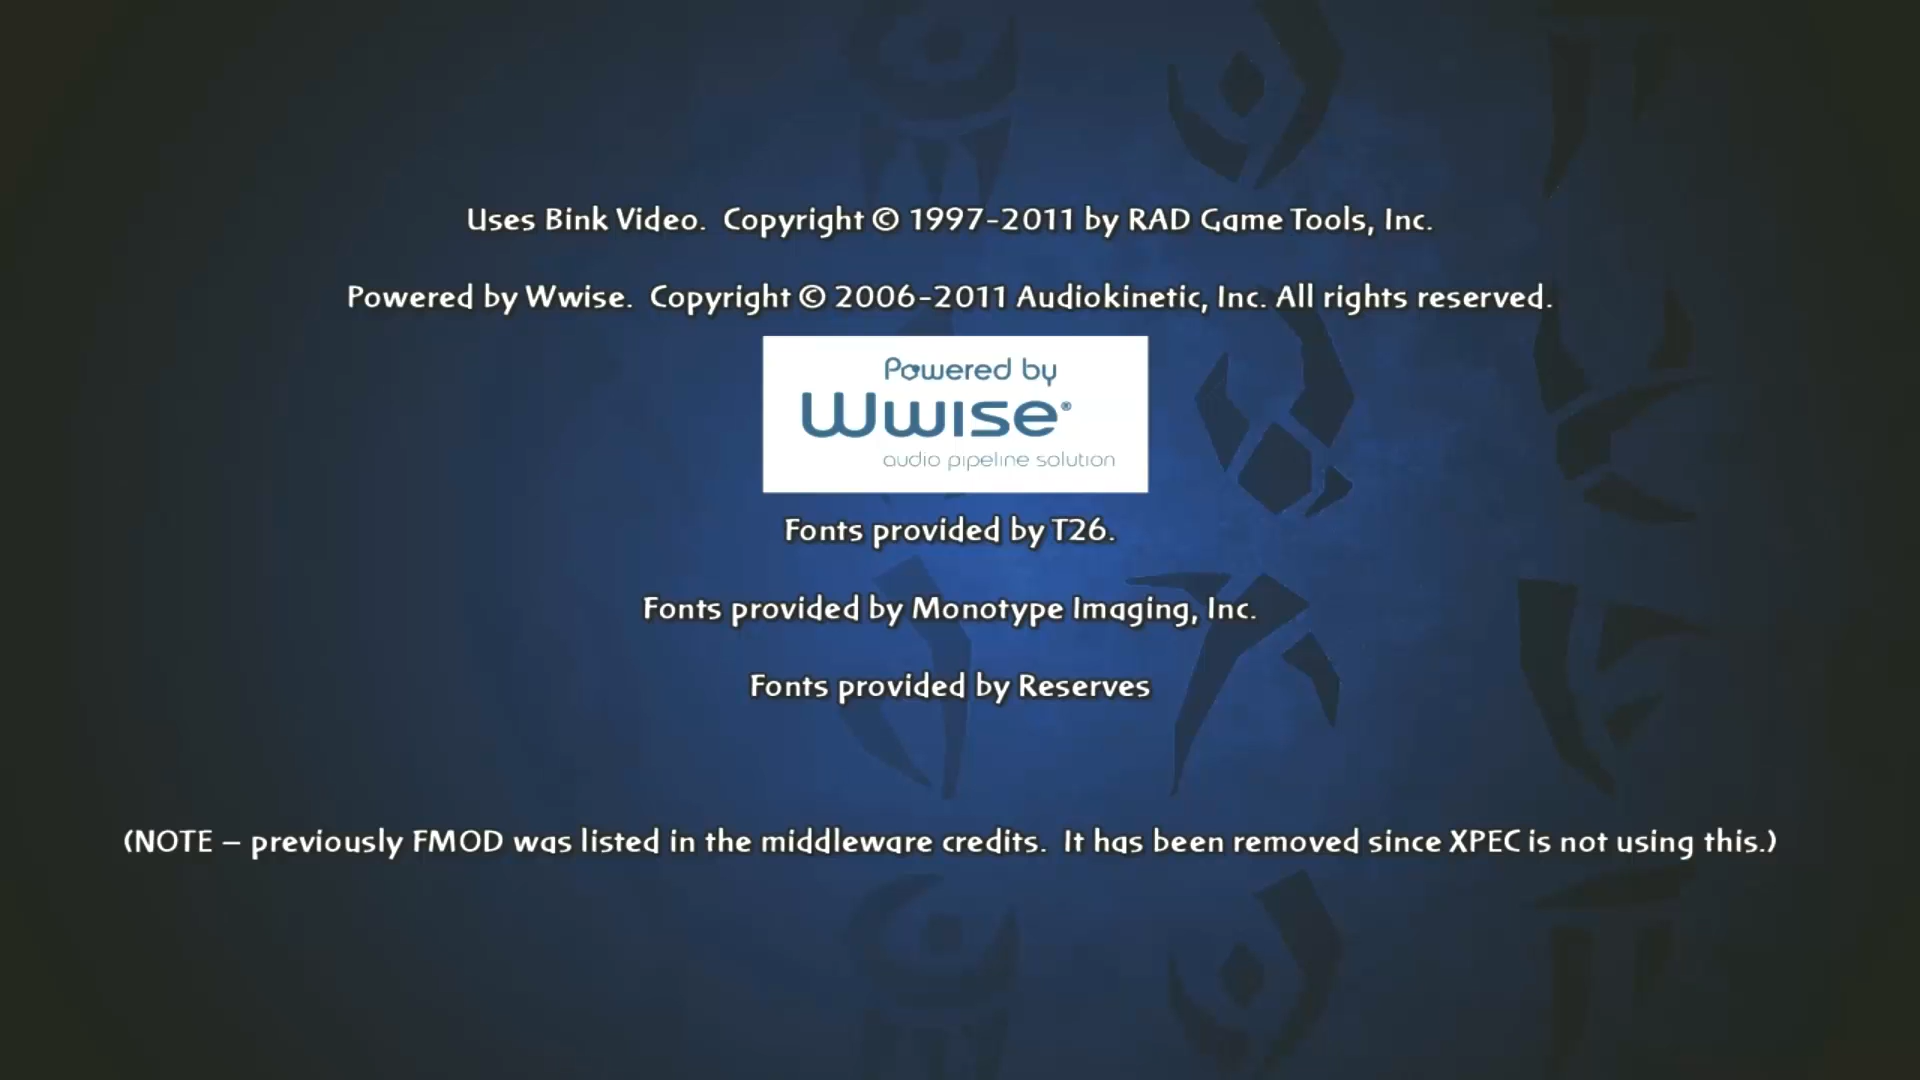 Uses Bink Video.  Copyright © 1997-2011 by RAD Game Tools, Inc.
Powered by Wwise.  Copyright © 2006-2011 Audiokinetic, Inc. All rights reserved.
Powered by
Wwise®
audio pipeline solution
Fonts provided by T26.
Fonts provided by Monotype Imaging, Inc.
Fonts provided by Reserves
(NOTE – previously FMOD was listed in the middleware credits.  It has been removed since XPEC is not using this.)